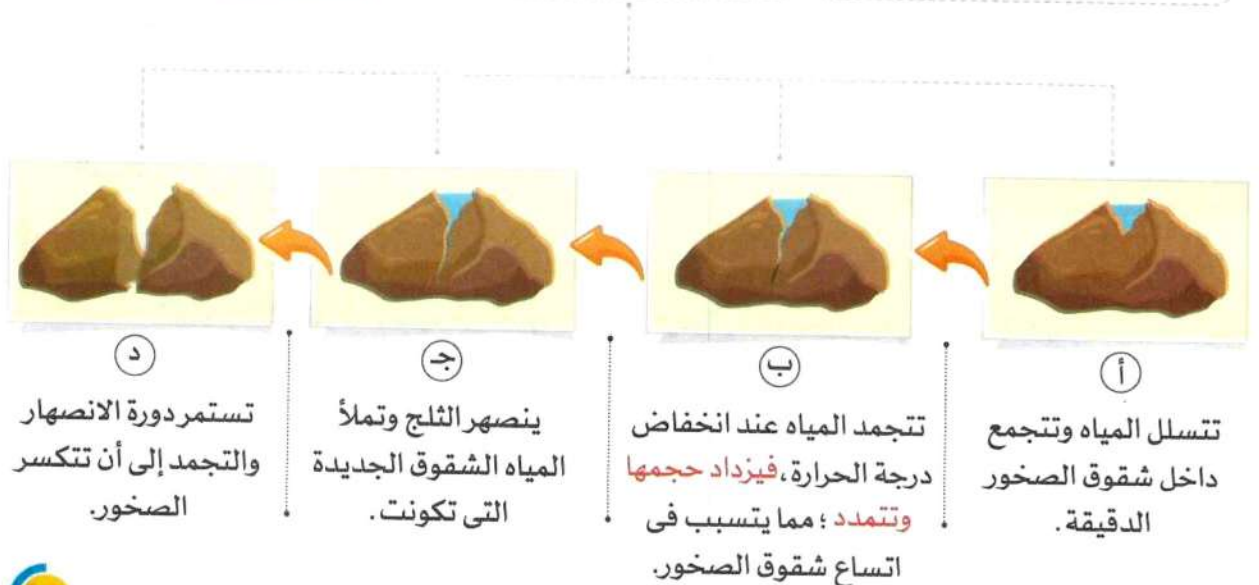 أ
تتسلل المياه وتتجمع
داخل شقوق الصخور
الدقيقة.
ب
تتجمد المياه عند انخفاض
درجة الحرارة، فيزداد حجمها
وتتمدد؛ مما يتسبب فى
اتساع شقوق الصخور.
جـ
ينصهر الثلج وتملأ
المياه الشقوق الجديدة
التى تكونت.
د
تستمر دورة الانصهار
والتجمد إلى أن تتكسر
الصخور.